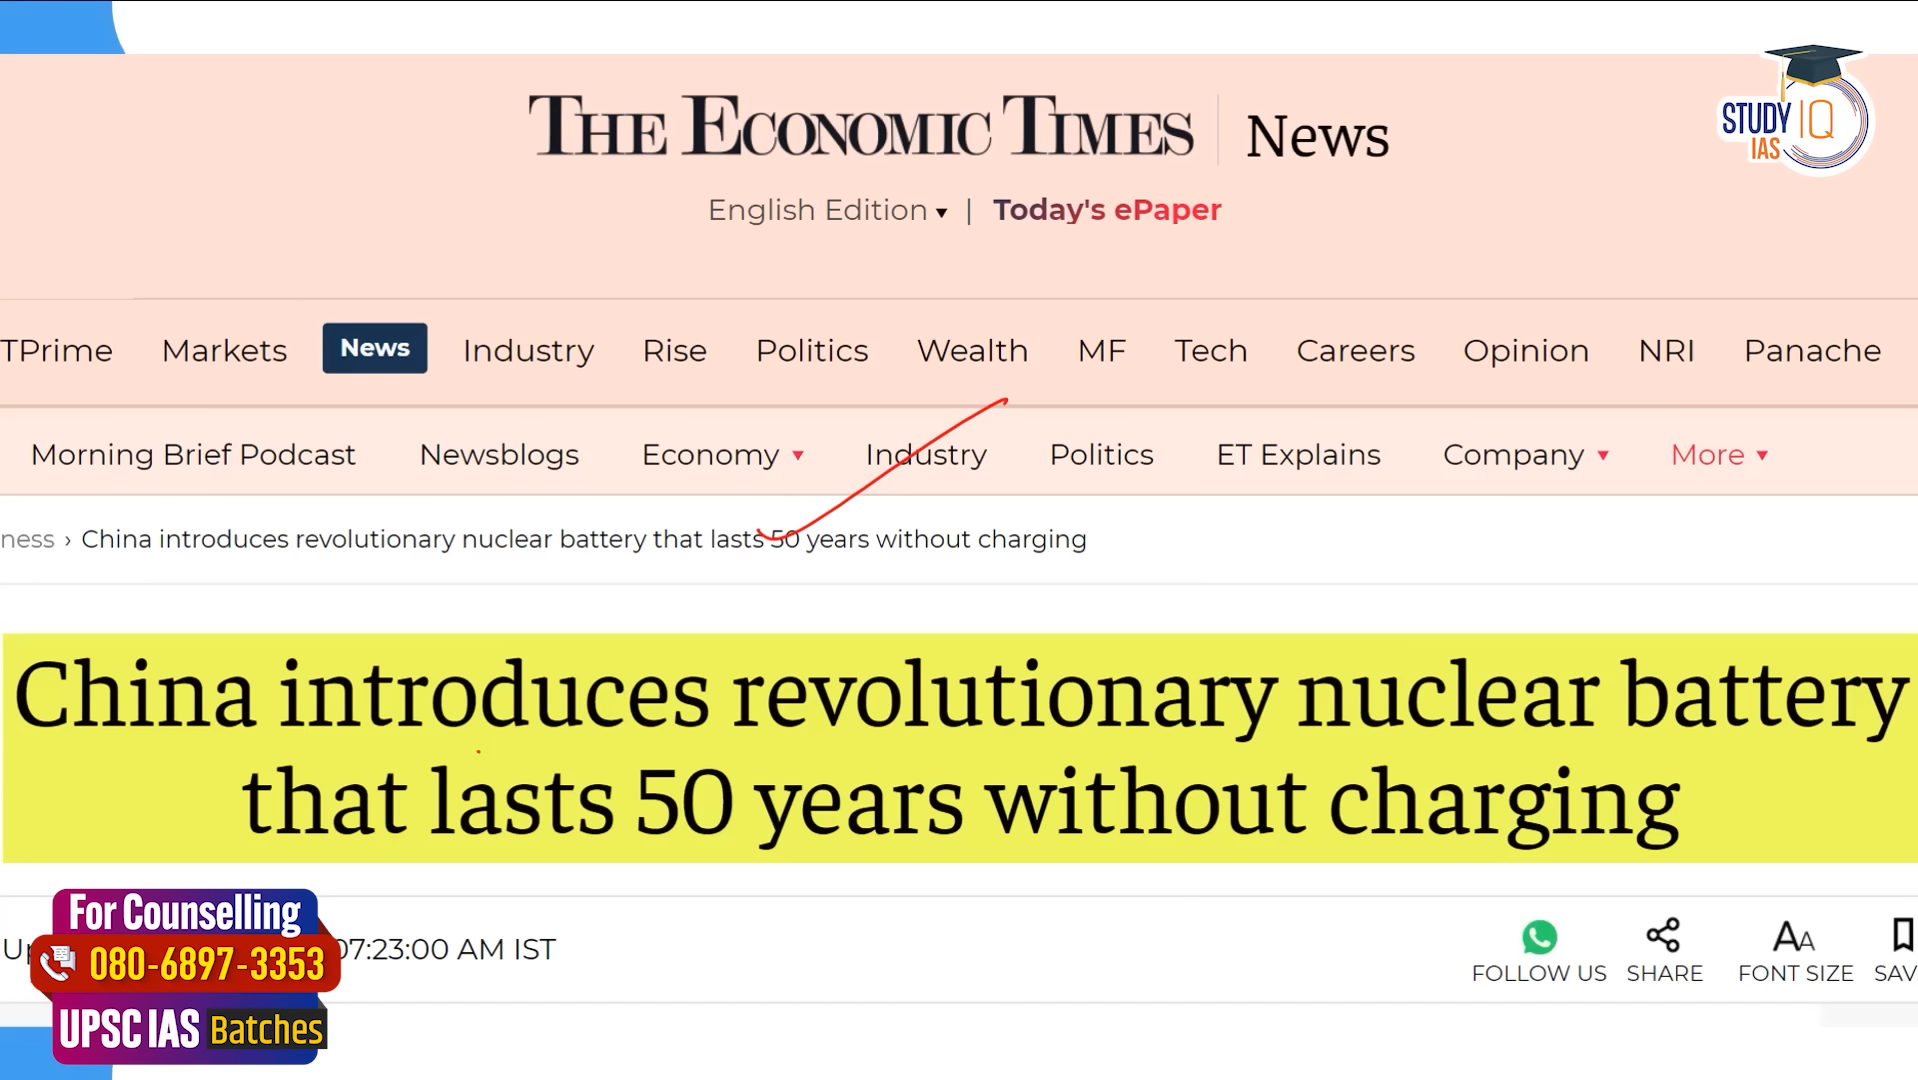 THE ECONOMIC TIMES | News
STUDY IQ
IAS
English Edition ▾ | Today's ePaper
TPrime Markets News Industry Rise Politics Wealth MF Tech Careers Opinion NRI Panache
Morning Brief Podcast Newsblogs Economy ▾ Industry Politics ET Explains Company ▾ More ▾
ness › China introduces revolutionary nuclear battery that lasts 50 years without charging
China introduces revolutionary nuclear battery
that lasts 50 years without charging
For Counselling
07:23:00 AM IST
080-6897-3353
UPSC IAS Batches
FOLLOW US SHARE FONT SIZE SAV